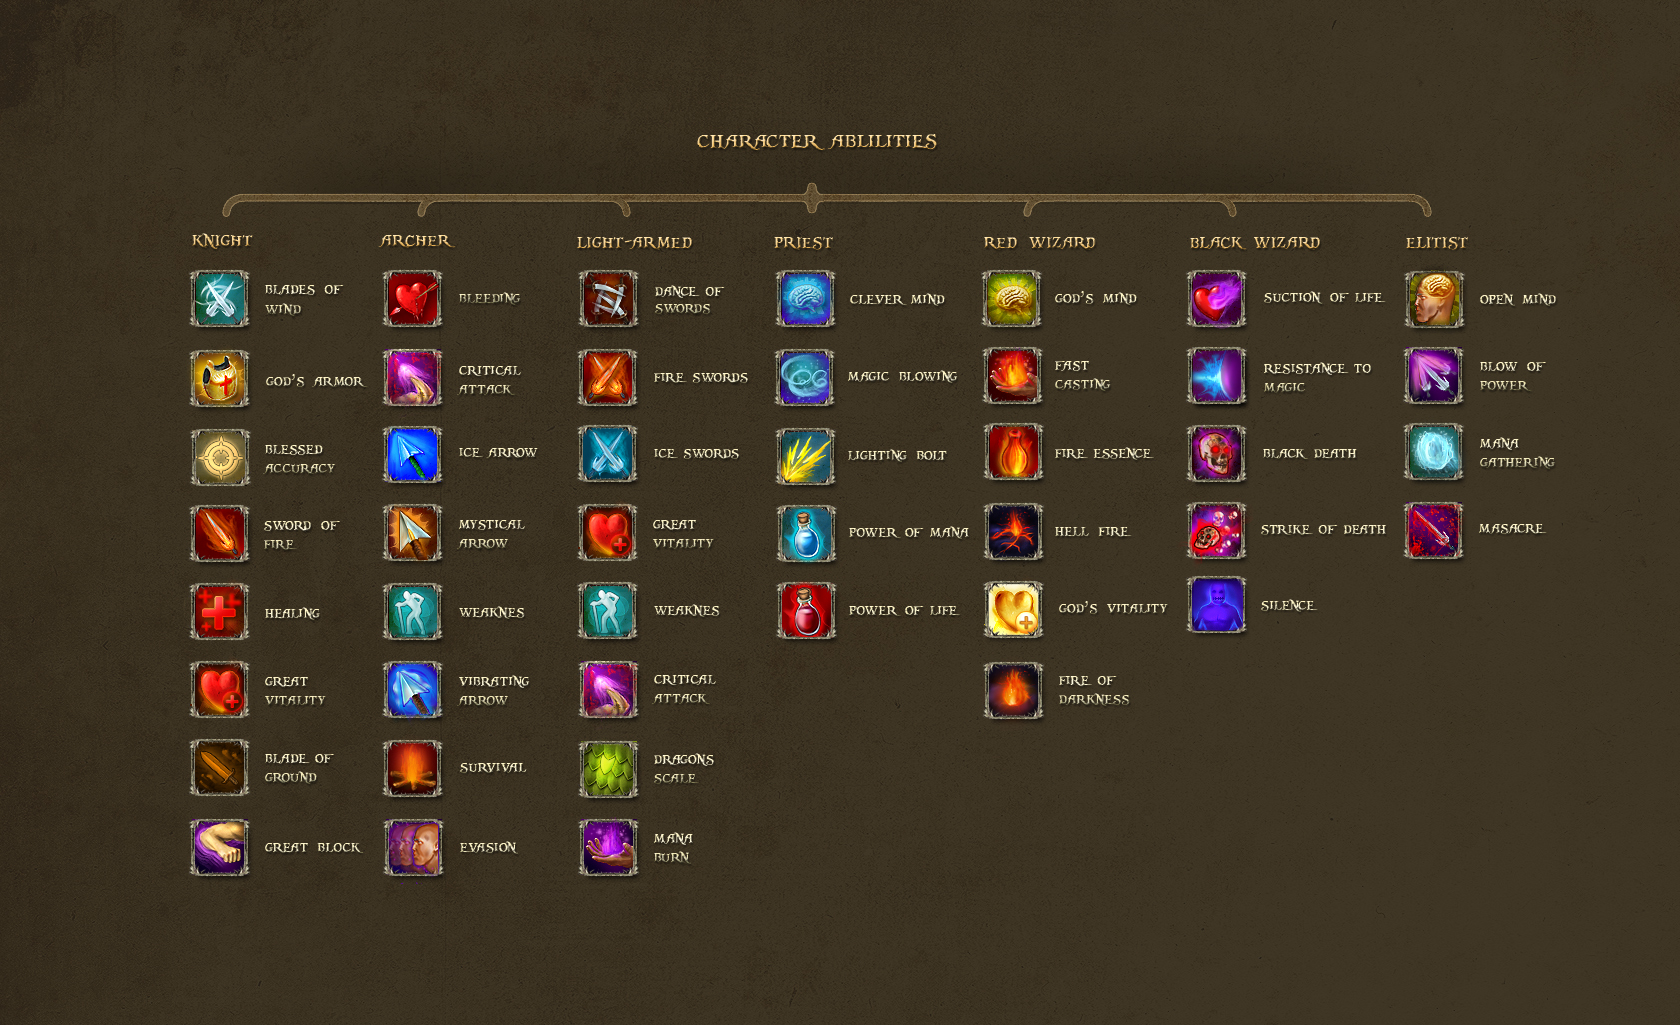 CHARACTER ABLILITIES
KNIGHT
BLADES OF
WIND
GOD'S ARMOR
BLESSED
ACCURACY
SWORD OF
FIRE
HEALING
GREAT
VITALITY
BLADE OF
GROUND
GREAT BLOCK
ARCHER
BLEEDING
CRITICAL
ATTACK
ICE ARROW
MYSTICAL
ARROW
WEAKNES
VIBRATING
ARROW
SURVIVAL
EVASION
LIGHT-ARMED
DANCE OF
SWORDS
FIRE SWORDS
ICE SWORDS
GREAT
VITALITY
WEAKNES
CRITICAL
ATTACK
DRAGONS
SCALE
MANA
BURN
PRIEST
CLEVER MIND
MAGIC BLOWING
LIGHTING BOLT
POWER OF MANA
POWER OF LIFE
RED WIZARD
GOD'S MIND
FAST
CASTING
FIRE ESSENCE
HELL FIRE
GOD'S VITALITY
FIRE OF
DARKNESS
BLACK WIZARD
SUCTION OF LIFE
RESISTANCE TO
MAGIC
BLACK DEATH
STRIKE OF DEATH
SILENCE
ELITIST
OPEN MIND
BLOW OF
POWER
MANA
GATHERING
MASACRE